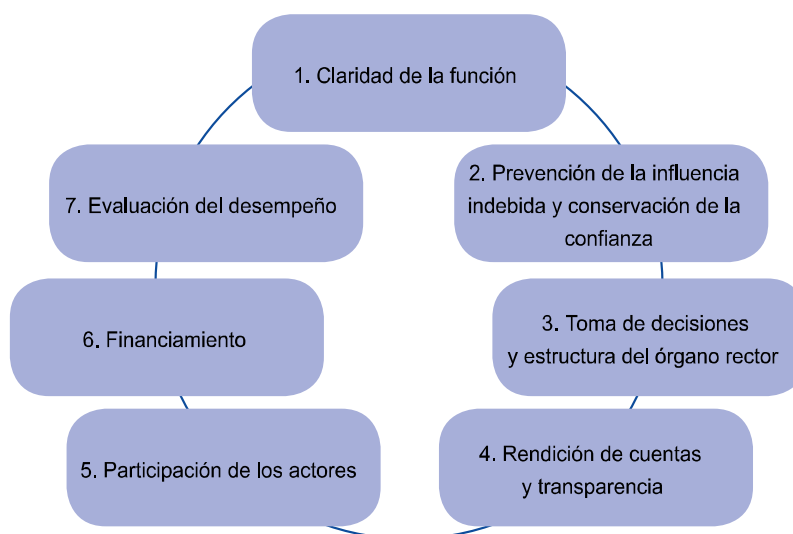 1. Claridad de la función
2. Prevención de la influencia
indebida y conservación de la
confianza
3. Toma de decisiones
y estructura del órgano rector
4. Rendición de cuentas
y transparencia
5. Participación de los actores
6. Financiamiento
7. Evaluación del desempeño